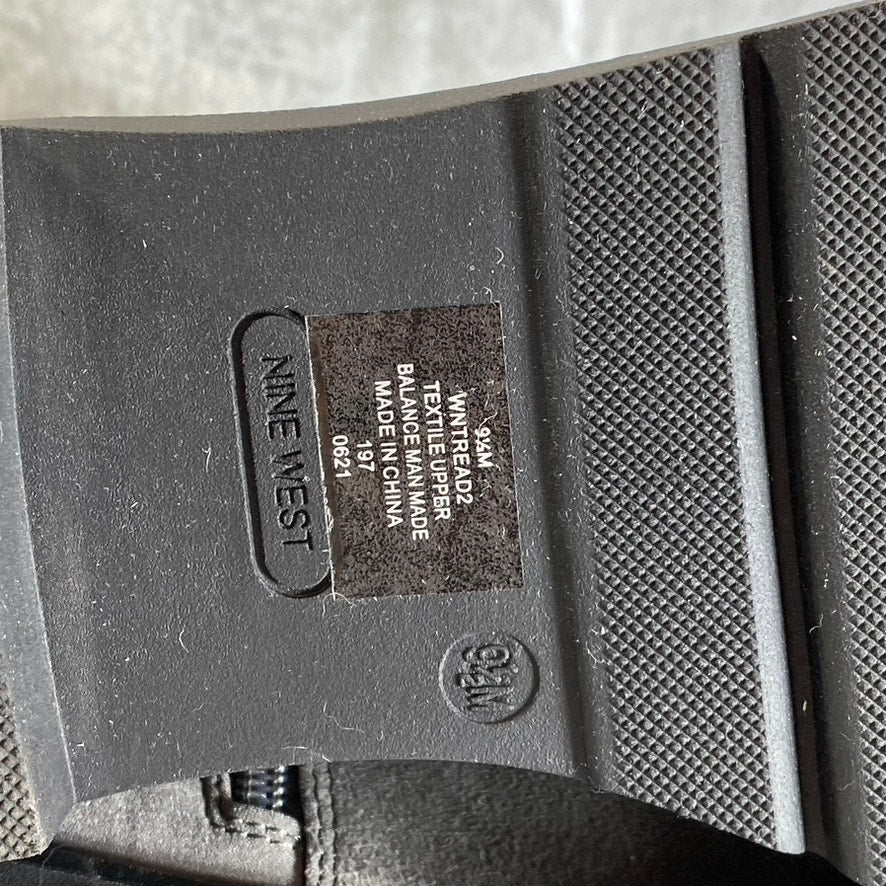 9½M
WNTREAD2
TEXTILE UPPER
BALANCE MAN MADE
MADE IN CHINA
197
0621
NINE WEST
9½M